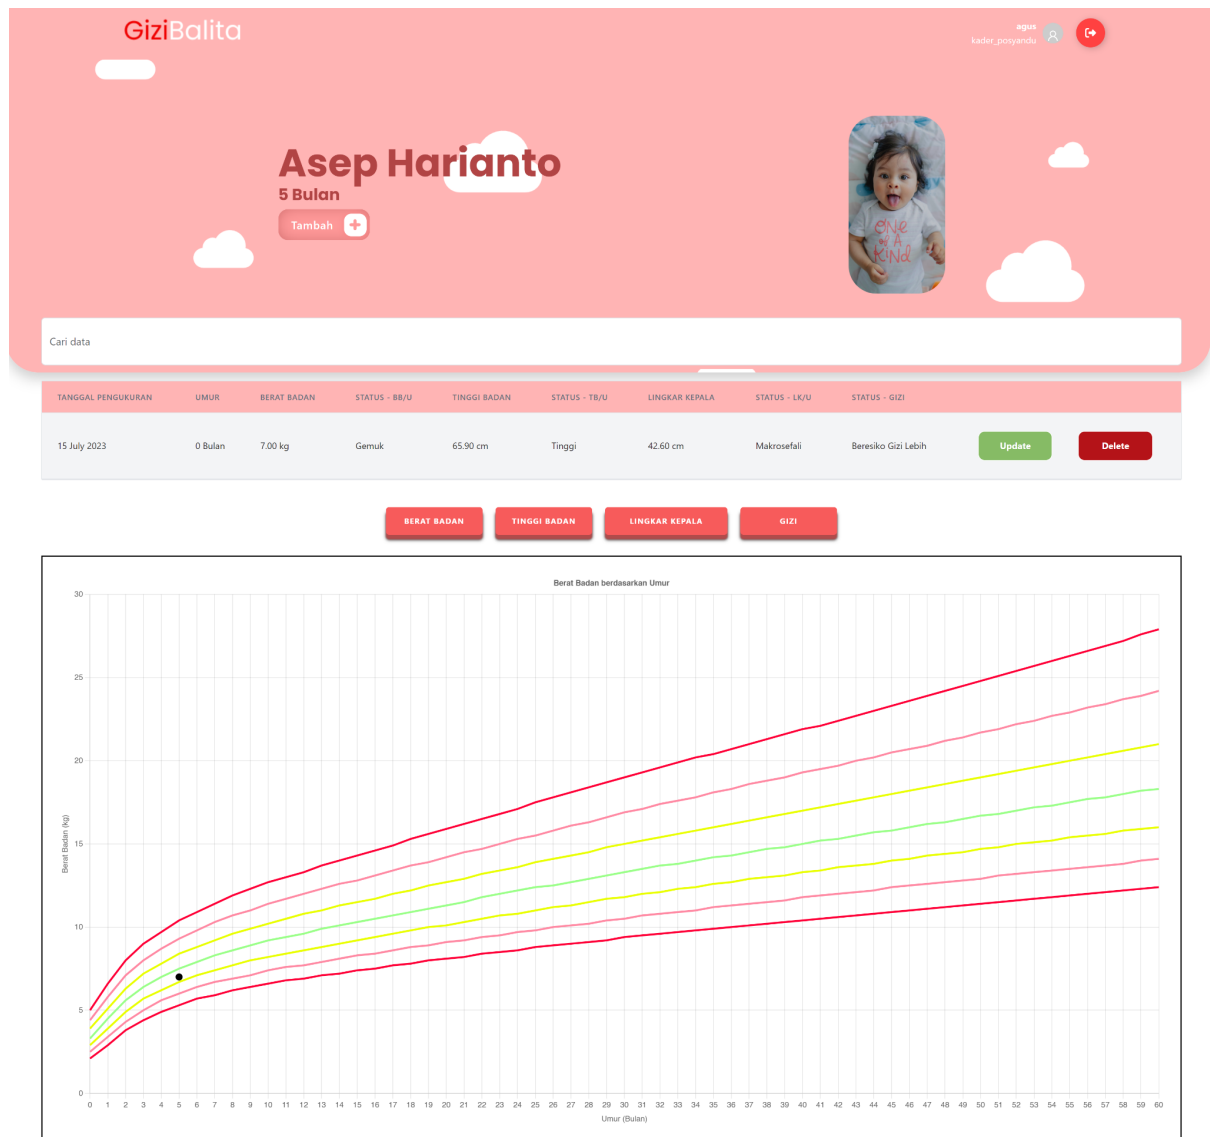 GiziBalita
agus
kader_posyandu
Asep Harianto
5 Bulan
Tambah
ONE
of A
KiNd
Cari data
TANGGAL PENGUKURAN UMUR BERAT BADAN STATUS - BB/U TINGGI BADAN STATUS - TB/U LINGKAR KEPALA STATUS - LK/U STATUS - GIZI
15 July 2023 0 Bulan 7.00 kg Gemuk 65.90 cm Tinggi 42.60 cm Makrosefali Beresiko Gizi Lebih Update Delete
BERAT BADAN TINGGI BADAN LINGKAR KEPALA GIZI
Berat Badan berdasarkan Umur
Berat Badan (kg)
30
25
20
15
10
5
0
0 1 2 3 4 5 6 7 8 9 10 11 12 13 14 15 16 17 18 19 20 21 22 23 24 25 26 27 28 29 30 31 32 33 34 35 36 37 38 39 40 41 42 43 44 45 46 47 48 49 50 51 52 53 54 55 56 57 58 59 60
Umur (Bulan)